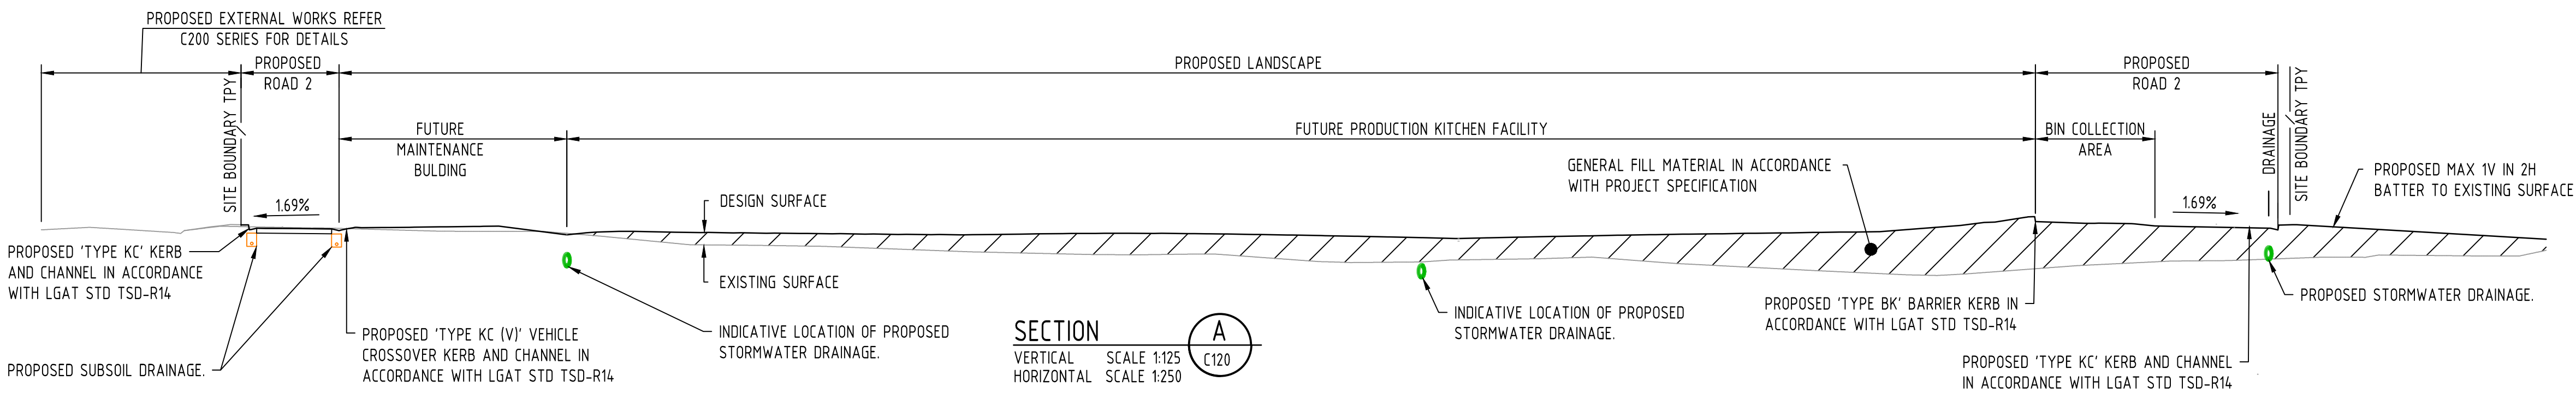 PROPOSED EXTERNAL WORKS REFER
C200 SERIES FOR DETAILS
SITE BOUNDARY TPY
PROPOSED
ROAD 2
PROPOSED LANDSCAPE
PROPOSED
ROAD 2
FUTURE
MAINTENANCE
BULDING
FUTURE PRODUCTION KITCHEN FACILITY
BIN COLLECTION
AREA
DRAINAGE
SITE BOUNDARY TPY
1.69%
DESIGN SURFACE
EXISTING SURFACE
GENERAL FILL MATERIAL IN ACCORDANCE
WITH PROJECT SPECIFICATION
1.69%
PROPOSED MAX 1V IN 2H
BATTER TO EXISTING SURFACE
PROPOSED 'TYPE KC' KERB
AND CHANNEL IN ACCORDANCE
WITH LGAT STD TSD-R14
PROPOSED SUBSOIL DRAINAGE.
PROPOSED 'TYPE KC (V)' VEHICLE
CROSSOVER KERB AND CHANNEL IN
ACCORDANCE WITH LGAT STD TSD-R14
INDICATIVE LOCATION OF PROPOSED
STORMWATER DRAINAGE.
SECTION
VERTICAL SCALE 1:125
HORIZONTAL SCALE 1:250
A
C120
INDICATIVE LOCATION OF PROPOSED
STORMWATER DRAINAGE.
PROPOSED 'TYPE BK' BARRIER KERB IN
ACCORDANCE WITH LGAT STD TSD-R14
PROPOSED 'TYPE KC' KERB AND CHANNEL
IN ACCORDANCE WITH LGAT STD TSD-R14
PROPOSED STORMWATER DRAINAGE.